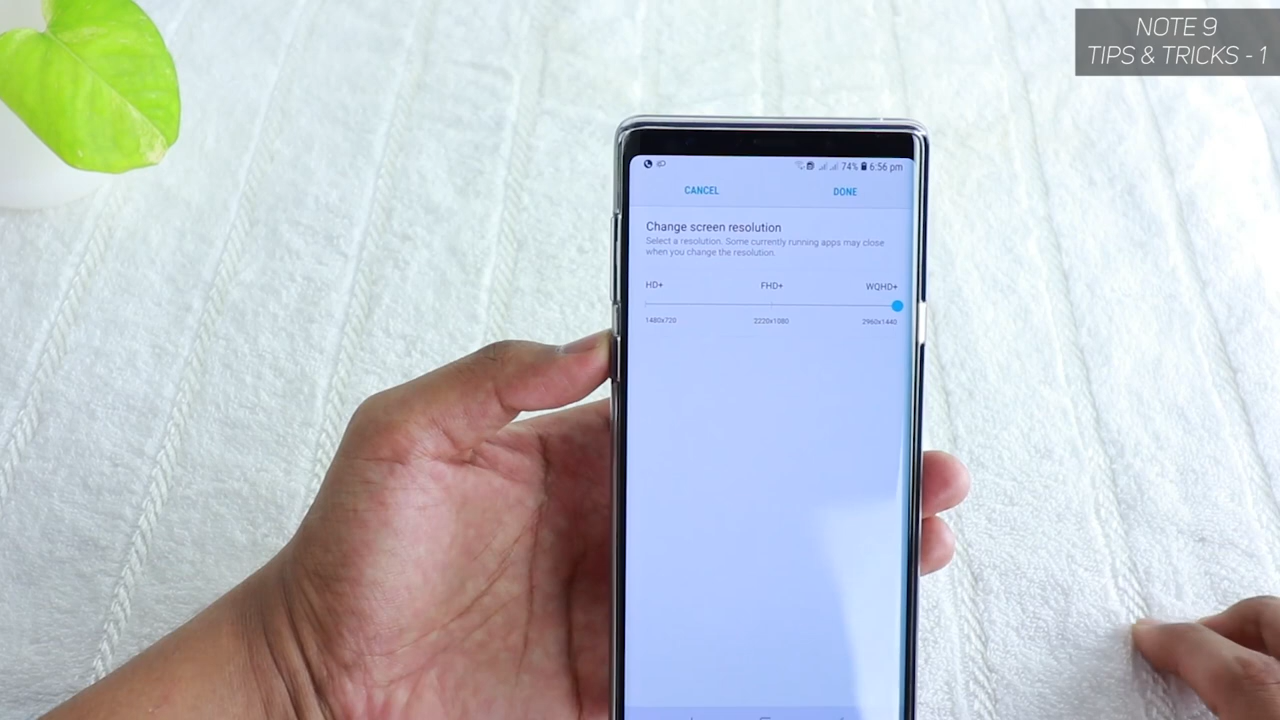 NOTE 9
TIPS & TRICKS - 1
74% 6:56 pm
CANCEL DONE
Change screen resolution
Select a resolution. Some currently running apps may close
when you change the resolution.
HD+ FHD+ WQHD+
1480x720 2220x1080 2960x1440